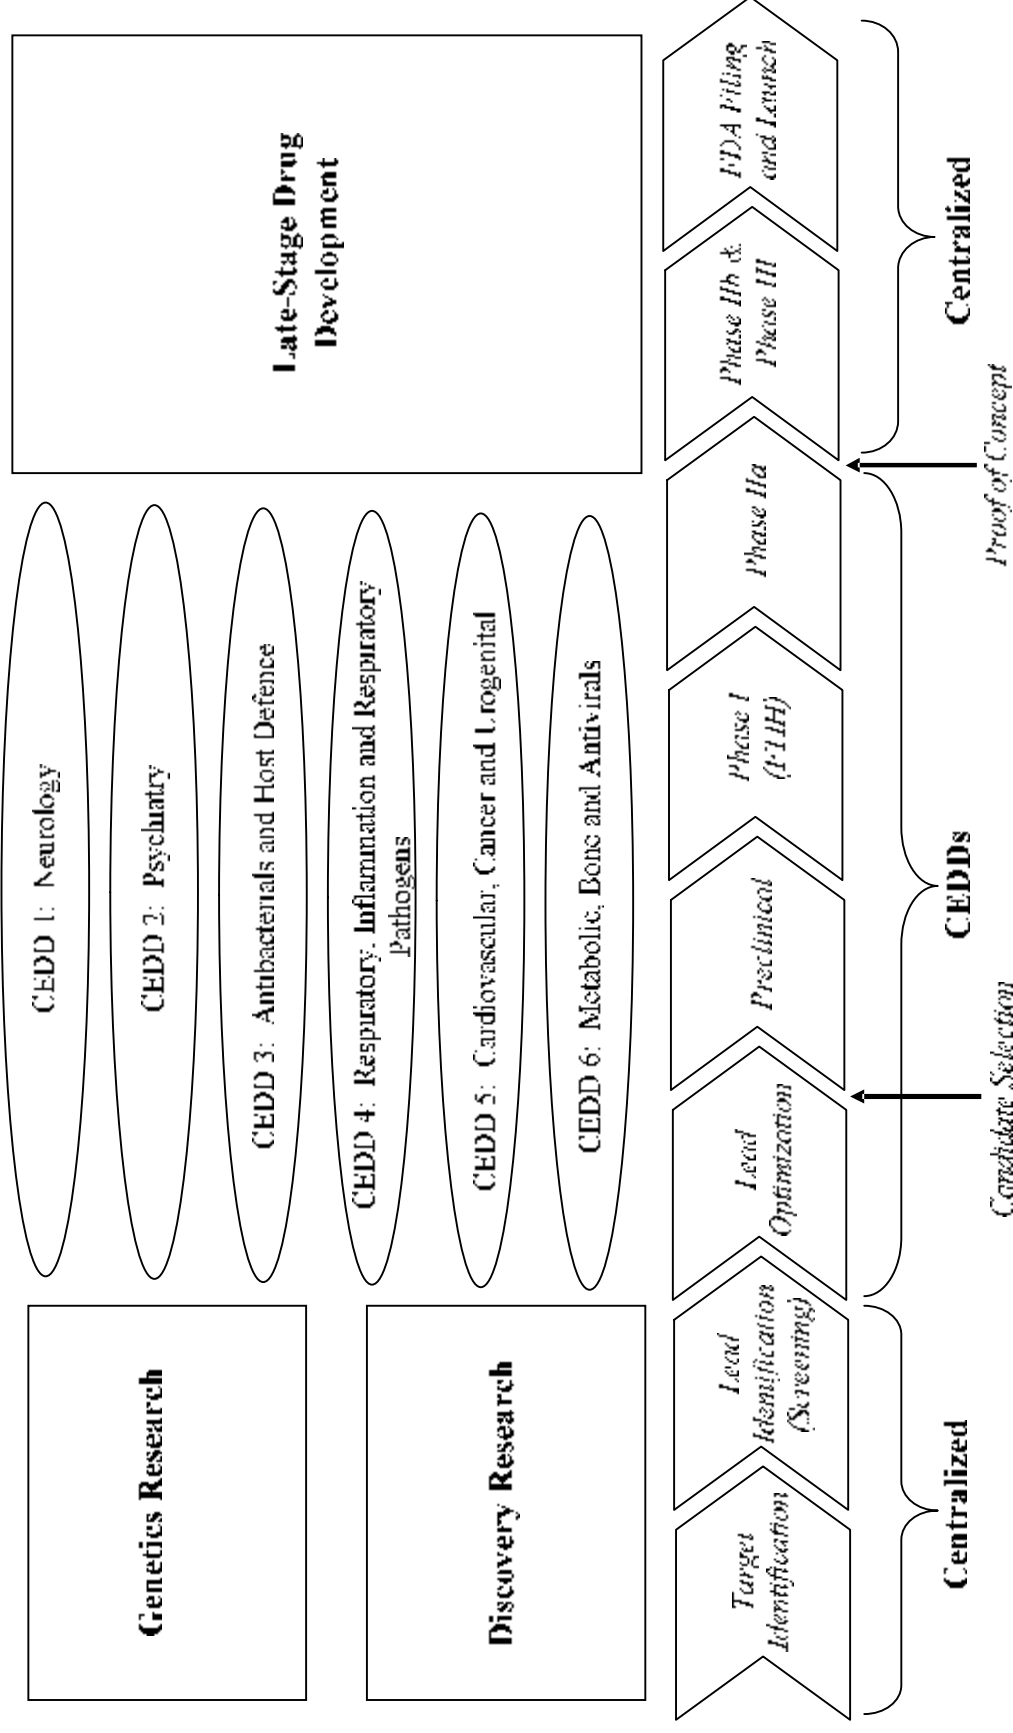 Genetics Research
Discovery Research
CEDD 1: Neurology
CEDD 2: Psychiatry
CEDD 3: Antibacterials and Host Defence
CEDD 4: Respiratory, Inflammation and Respiratory
Pathogens
CEDD 5: Cardiovascular, Cancer and Urogenital
CEDD 6: Metabolic, Bone and Antivirals
Late-Stage Drug
Development
Target
Identification
Lead
Identification
(Screening)
Lead
Optimization
Preclinical
Phase I
(FTIH)
Phase IIa
Phase IIb &
Phase III
FDA Filing
and Launch
Centralized
CEDDs
Centralized
Candidate Selection
Proof of Concept